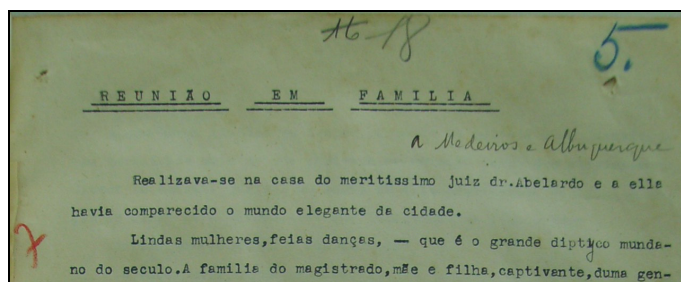 A6-18
5.
REUNIÃO EM FAMILIA
a Medeiros e Albuquerque
Realizava-se na casa do meritissimo juiz dr.Abelardo e a ella
havia comparecido o mundo elegante da cidade.
7
Lindas mulheres,feias danças, — que é o grande diptyco munda-
no do seculo.A familia do magistrado,mãe e filha,captivante,duma gen-